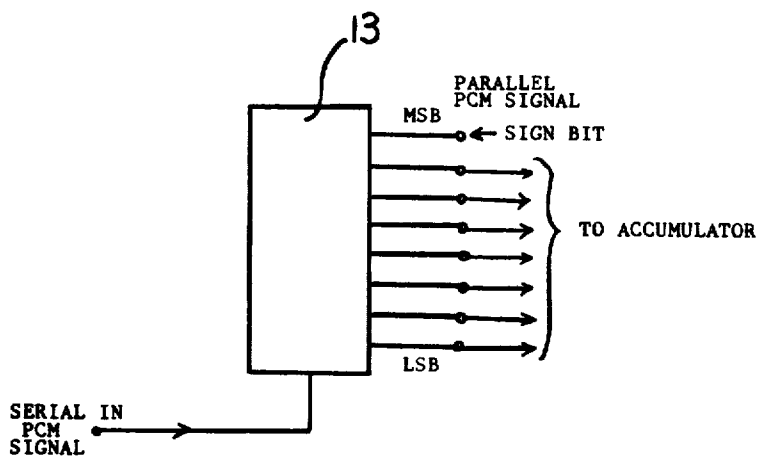 13
PARALLEL
PCM SIGNAL
MSB
SIGN BIT
TO ACCUMULATOR
LSB
SERIAL IN
PCM
SIGNAL